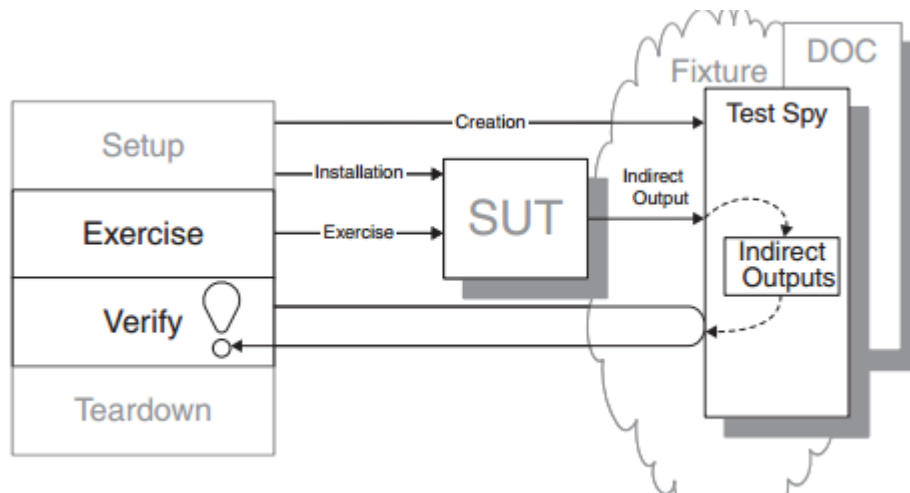 DOC
Fixture
Test Spy
Creation
Setup
Installation
SUT
Indirect
Output
Exercise
Exercise
Indirect
Outputs
Verify
Teardown